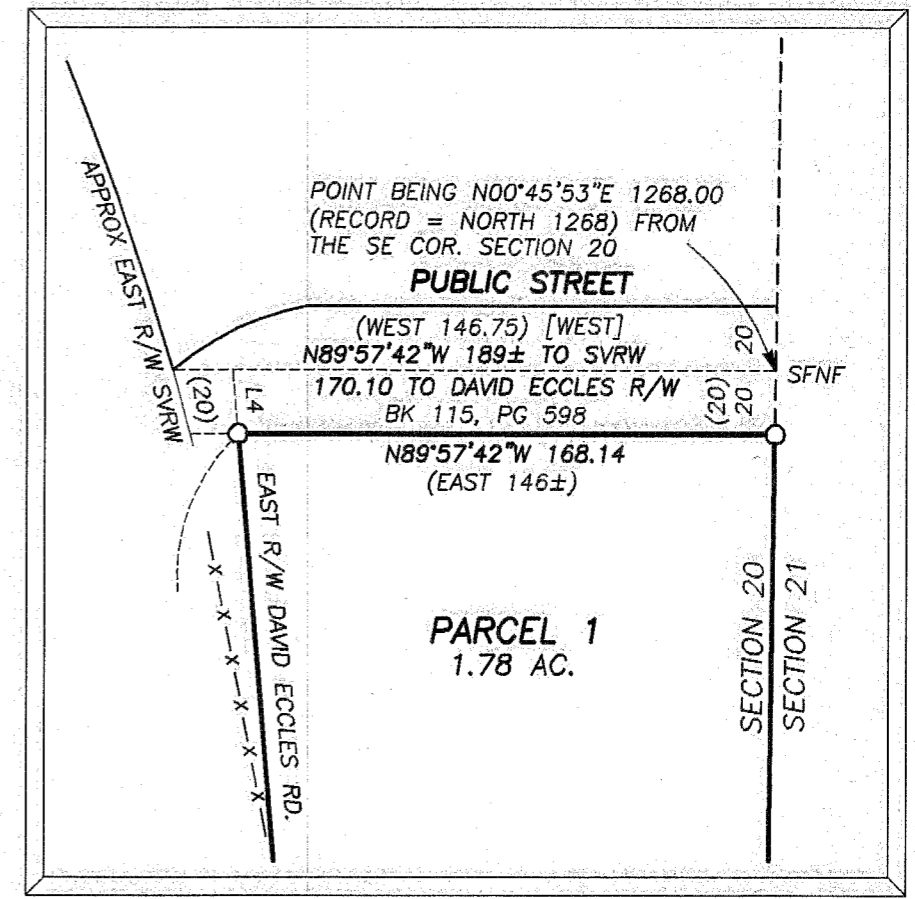 APPROX EAST R/W SVRW
POINT BEING N00°45'53"E 1268.00
(RECORD = NORTH 1268) FROM
THE SE COR. SECTION 20
PUBLIC STREET
(WEST 146.75) [WEST]
20
N89°57'42"W 189± TO SVRW
SFNF
(20)
L4
170.10 TO DAVID ECCLES R/W
(20)
20
BK 115, PG 598
N89°57'42"W 168.14
(EAST 146±)
EAST R/W DAVID ECCLES RD.
—X—X—X—X—X—
PARCEL 1
1.78 AC.
SECTION 20
SECTION 21